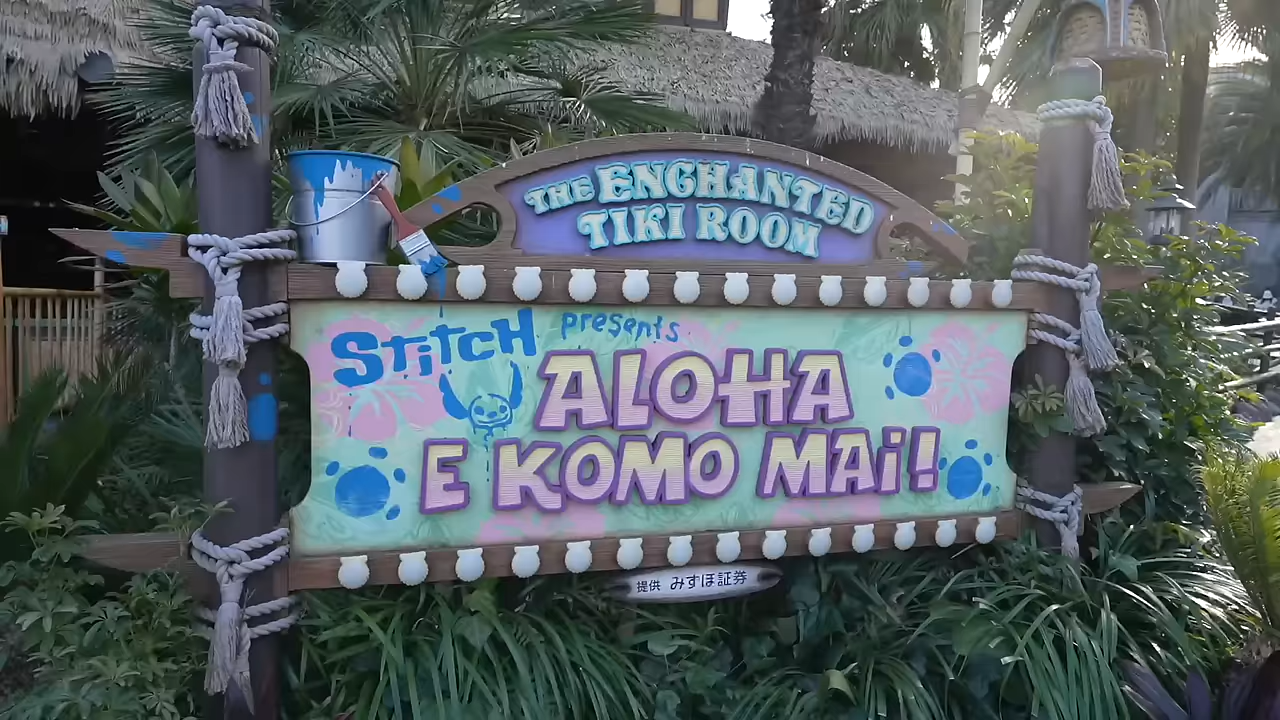 THE ENCHANTED
TIKI ROOM
Stitch presents
ALOHA
E KOMO MAi!
提供 みずほ証券